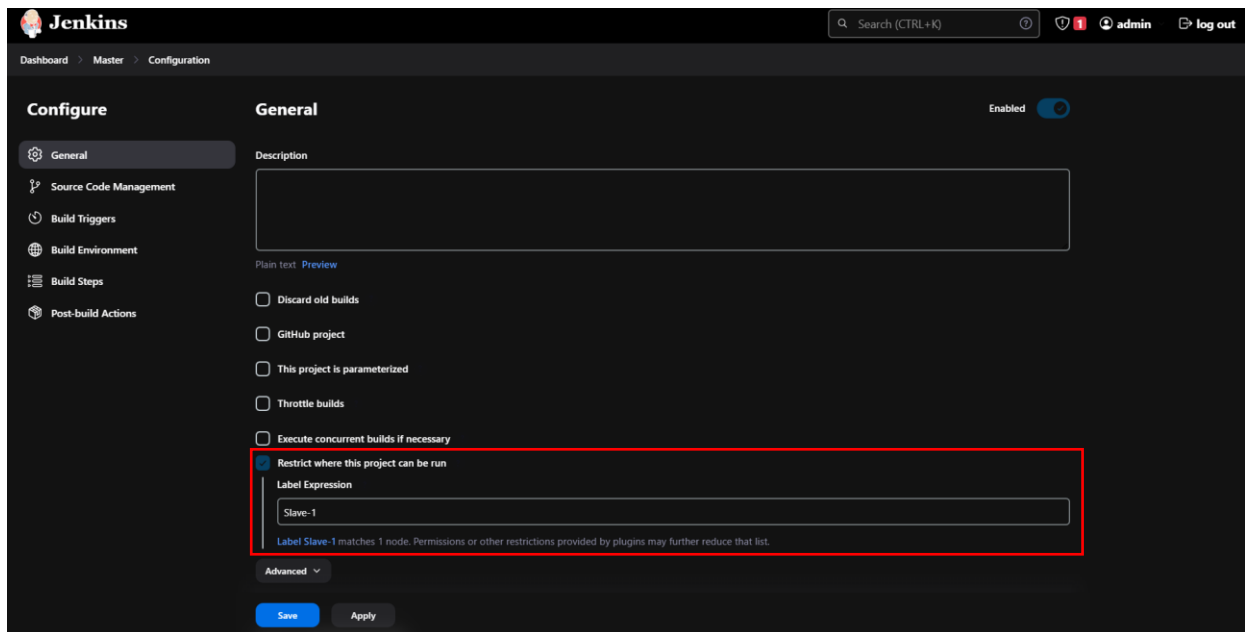 Jenkins
Search (CTRL+K)
1
admin
log out
Dashboard > Master > Configuration
Configure
General
Enabled
General
Description
Source Code Management
Build Triggers
Build Environment
Build Steps
Post-build Actions
Plain text Preview
Discard old builds
GitHub project
This project is parameterized
Throttle builds
Execute concurrent builds if necessary
Restrict where this project can be run
Label Expression
Slave-1
Label Slave-1 matches 1 node. Permissions or other restrictions provided by plugins may further reduce that list.
Advanced
Save
Apply